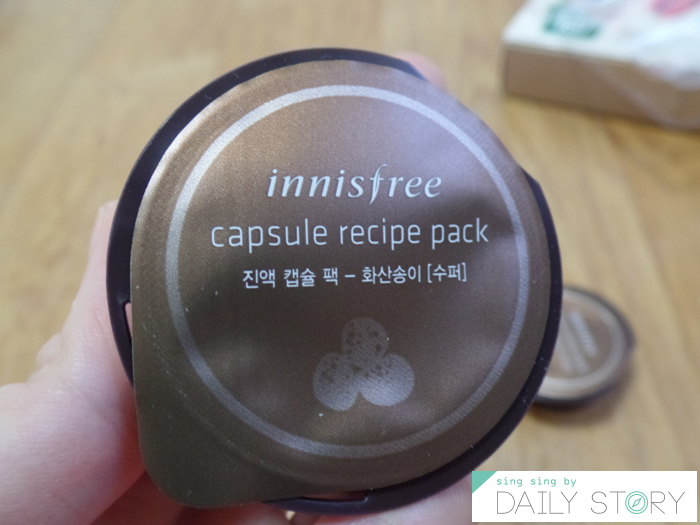 innisfree
capsule recipe pack
진액 캡슐 팩 – 화산송이 [수퍼]
sing sing by
DAILY STORY